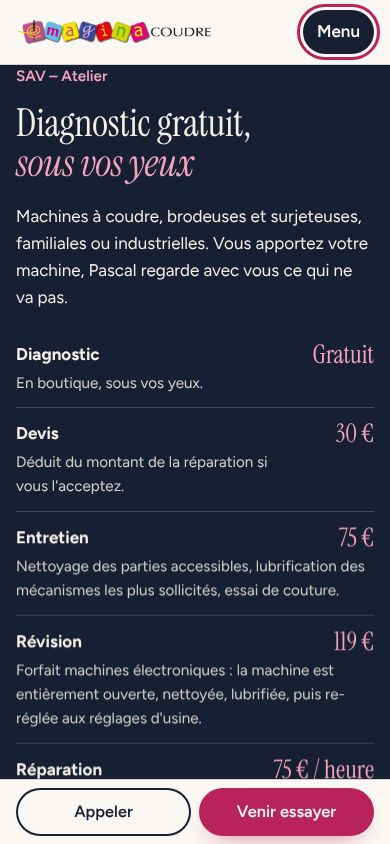 imagina COUDRE
Menu
SAV – Atelier
Diagnostic gratuit,
sous vos yeux
Machines à coudre, brodeuses et surjeteuses,
familiales ou industrielles. Vous apportez votre
machine, Pascal regarde avec vous ce qui ne
va pas.
Diagnostic
Gratuit
En boutique, sous vos yeux.
Devis
30 €
Déduit du montant de la réparation si
vous l'acceptez.
Entretien
75 €
Nettoyage des parties accessibles, lubrification des
mécanismes les plus sollicités, essai de couture.
Révision
119 €
Forfait machines électroniques : la machine est
entièrement ouverte, nettoyée, lubrifiée, puis re-
réglée aux réglages d'usine.
Réparation
75 € / heure
Appeler
Venir essayer